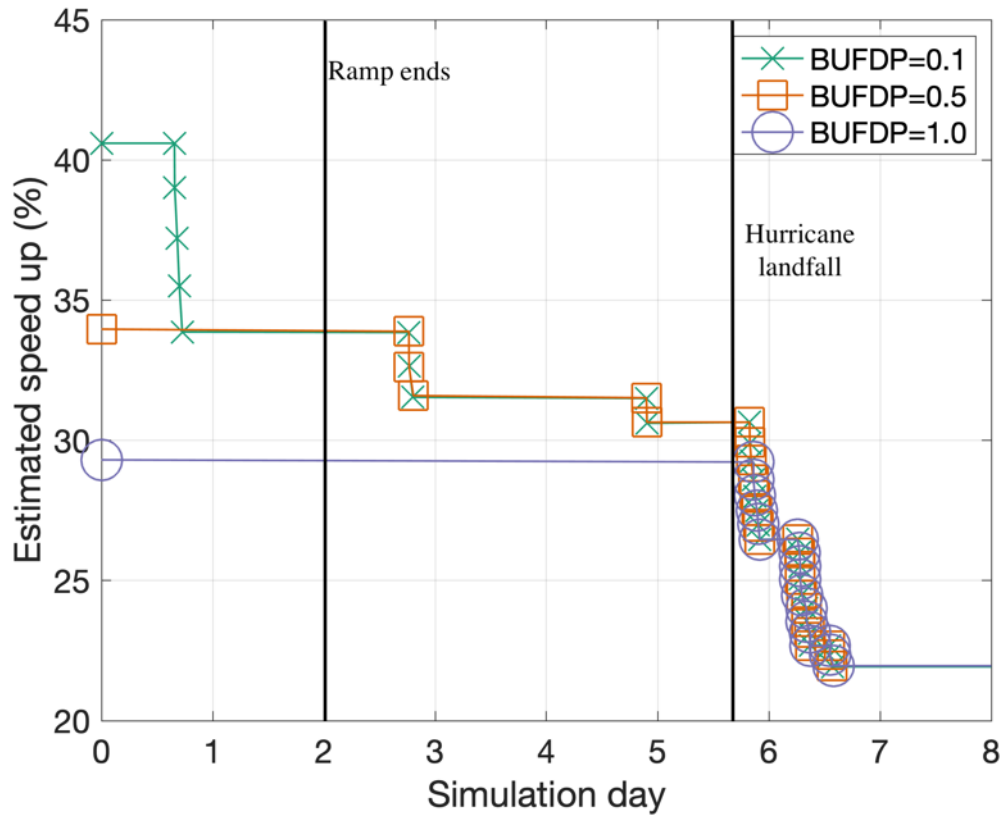 45
40
35
30
25
20
Estimated speed up (%)
Ramp ends
BUFDP=0.1
BUFDP=0.5
BUFDP=1.0
Hurricane
landfall
0 1 2 3 4 5 6 7 8
Simulation day